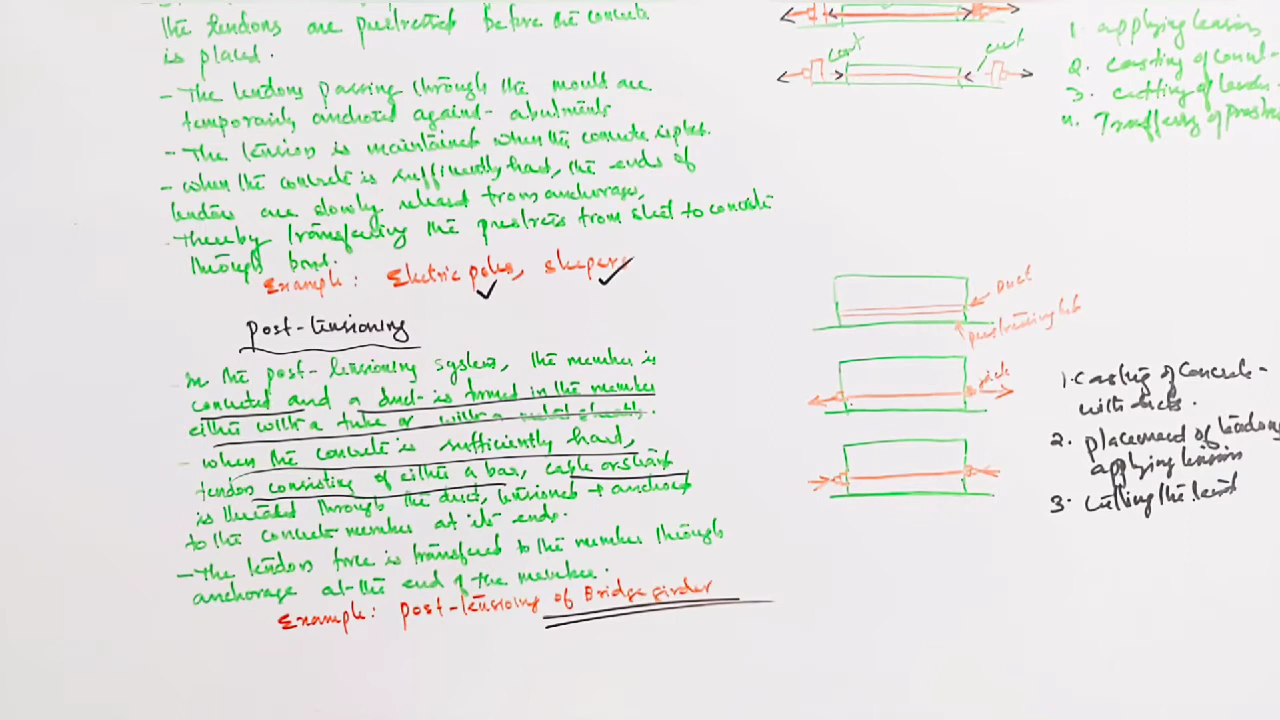 the tendons are prestressed before the concrete
is placed.
- The tendons passing through the mould are
temporarily anchored against abutments
- The tension is maintained when the concrete is
- when the concrete is sufficiently hard, the ends of
tendons are slowly released from anchorages,
- thereby transferring the prestress from steel to concrete
through bond.
Example: Electric poles, sleepers
Post-tensioning
In the post-tensioning system, the member is
concreted and a duct is formed in the member
either with a tube or with a metal sheath.
- when the concrete is sufficiently hard,
tendon consisting of either a bar, cable or strand
is threaded through the duct, tensioned + anchored
to the concrete member at its ends.
- The tendons force is transferred to the member through
anchorage at the end of the member.
Example: post-tensioning of Bridge girder
cut
cut
1. applying tension
2. casting of concrete
3. cutting of tendon
4. Transferring of
Duct
prestressing bed
jack
1. Casting of Concrete
with ducts.
2. placement of tendons
applying tension
3. Cutting the